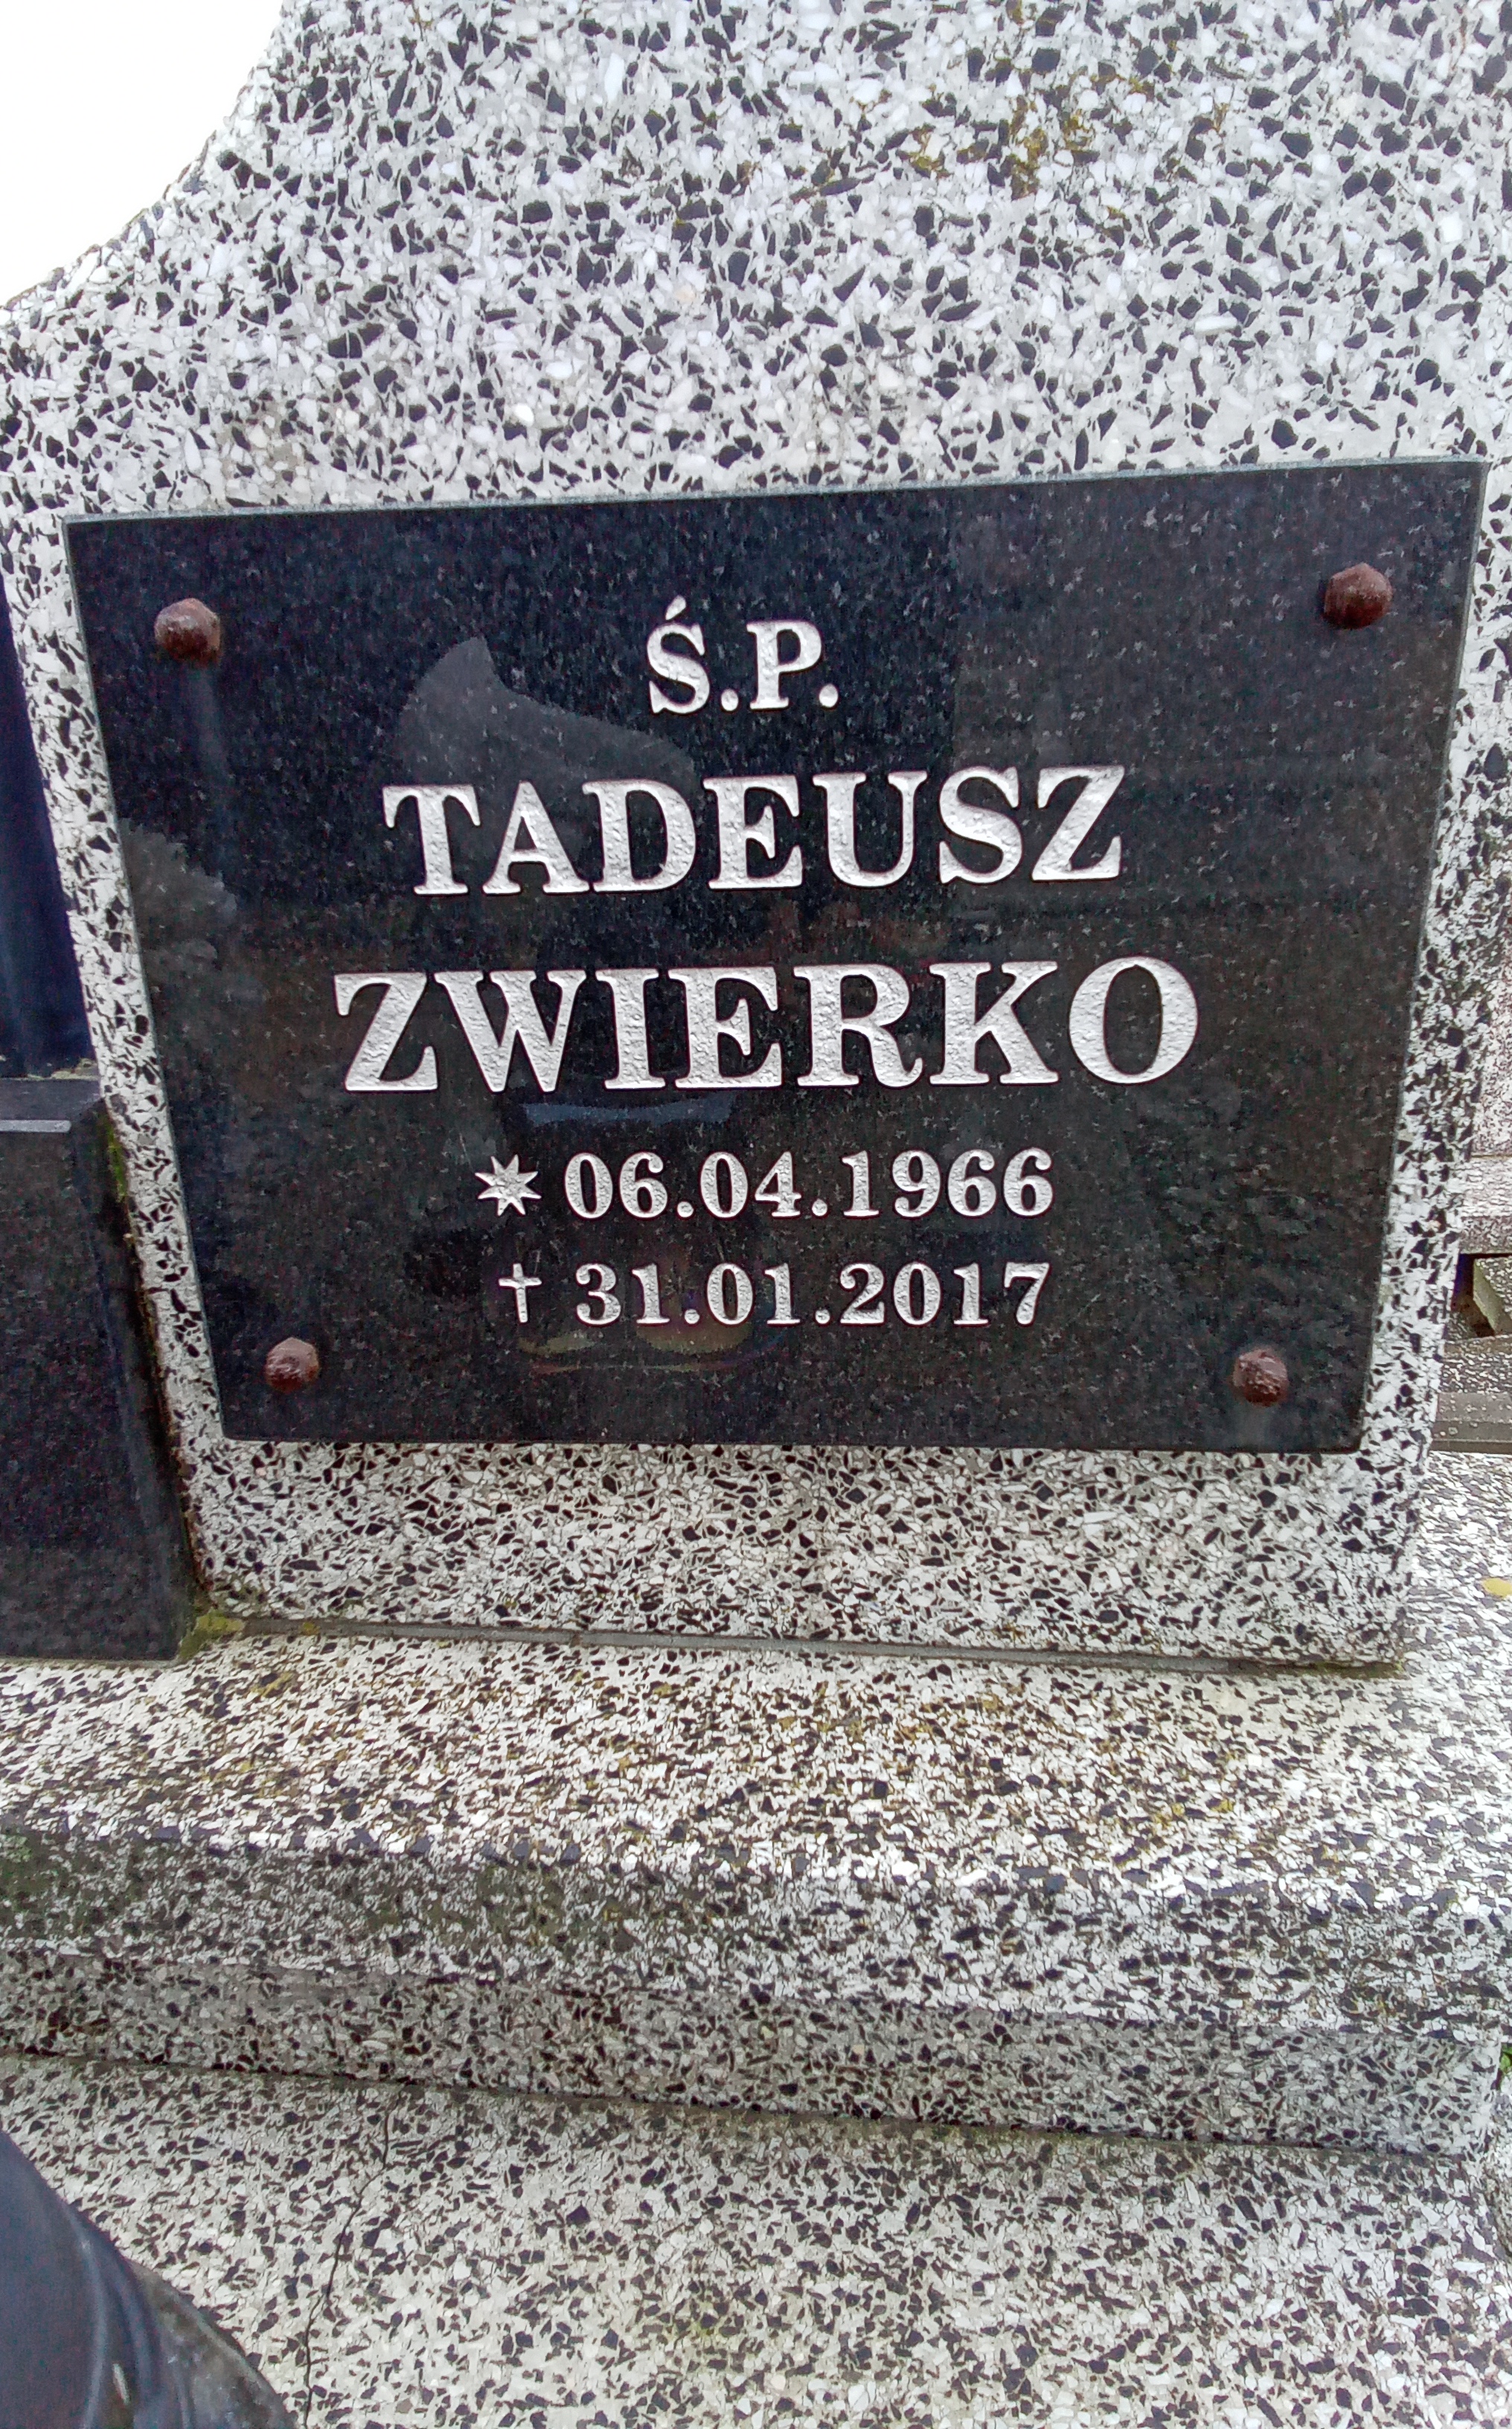 Ś.P.
TADEUSZ
ZWIERKO
* 06.04.1966
† 31.01.2017